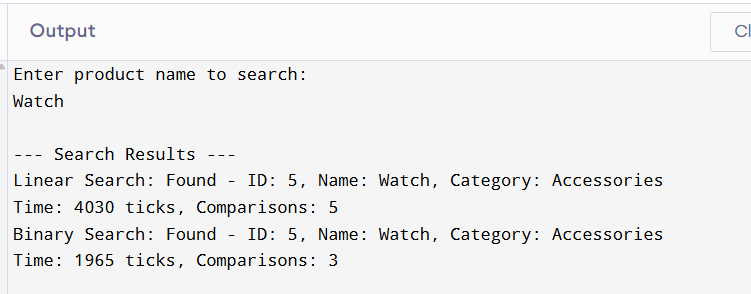 Output
Cl
Enter product name to search:
Watch
--- Search Results ---
Linear Search: Found - ID: 5, Name: Watch, Category: Accessories
Time: 4030 ticks, Comparisons: 5
Binary Search: Found - ID: 5, Name: Watch, Category: Accessories
Time: 1965 ticks, Comparisons: 3